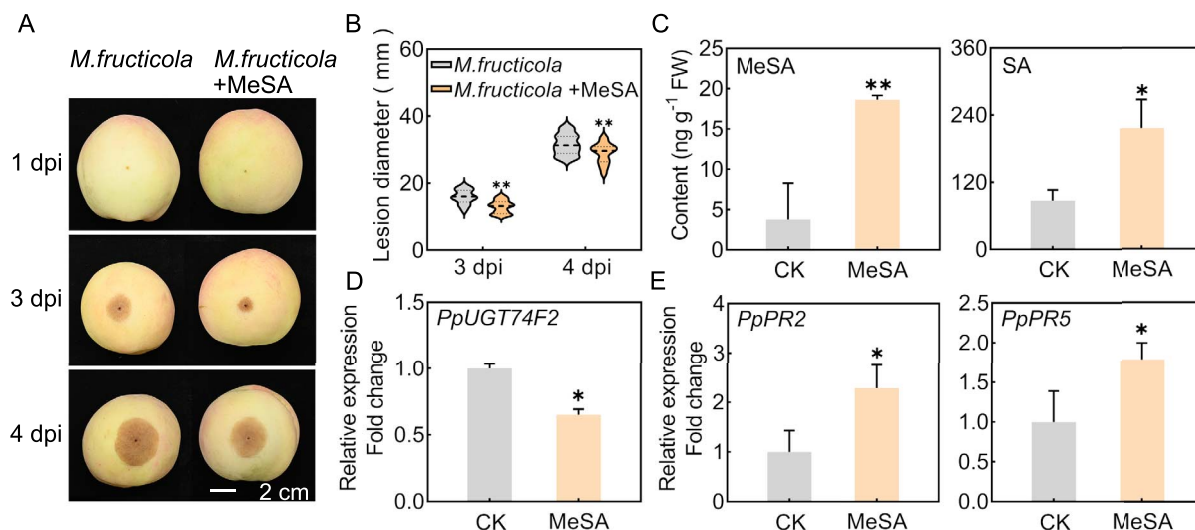 A
M.fructicola
M.fructicola
+MeSA
1 dpi
3 dpi
4 dpi
2 cm
B
Lesion diameter ( mm)
60
40
20
0
M.fructicola
M.fructicola +MeSA
**
**
3 dpi
4 dpi
C
Content (ng g-1 FW)
25
20
15
10
5
0
MeSA
**
CK
MeSA
360
240
120
0
SA
*
CK
MeSA
D
Relative expression
Fold change
1.5
1.0
0.5
0.0
PpUGT74F2
*
CK
MeSA
E
Relative expression
Fold change
4
3
2
1
0
PpPR2
*
CK
MeSA
2.5
2.0
1.5
1.0
0.5
0.0
PpPR5
*
CK
MeSA